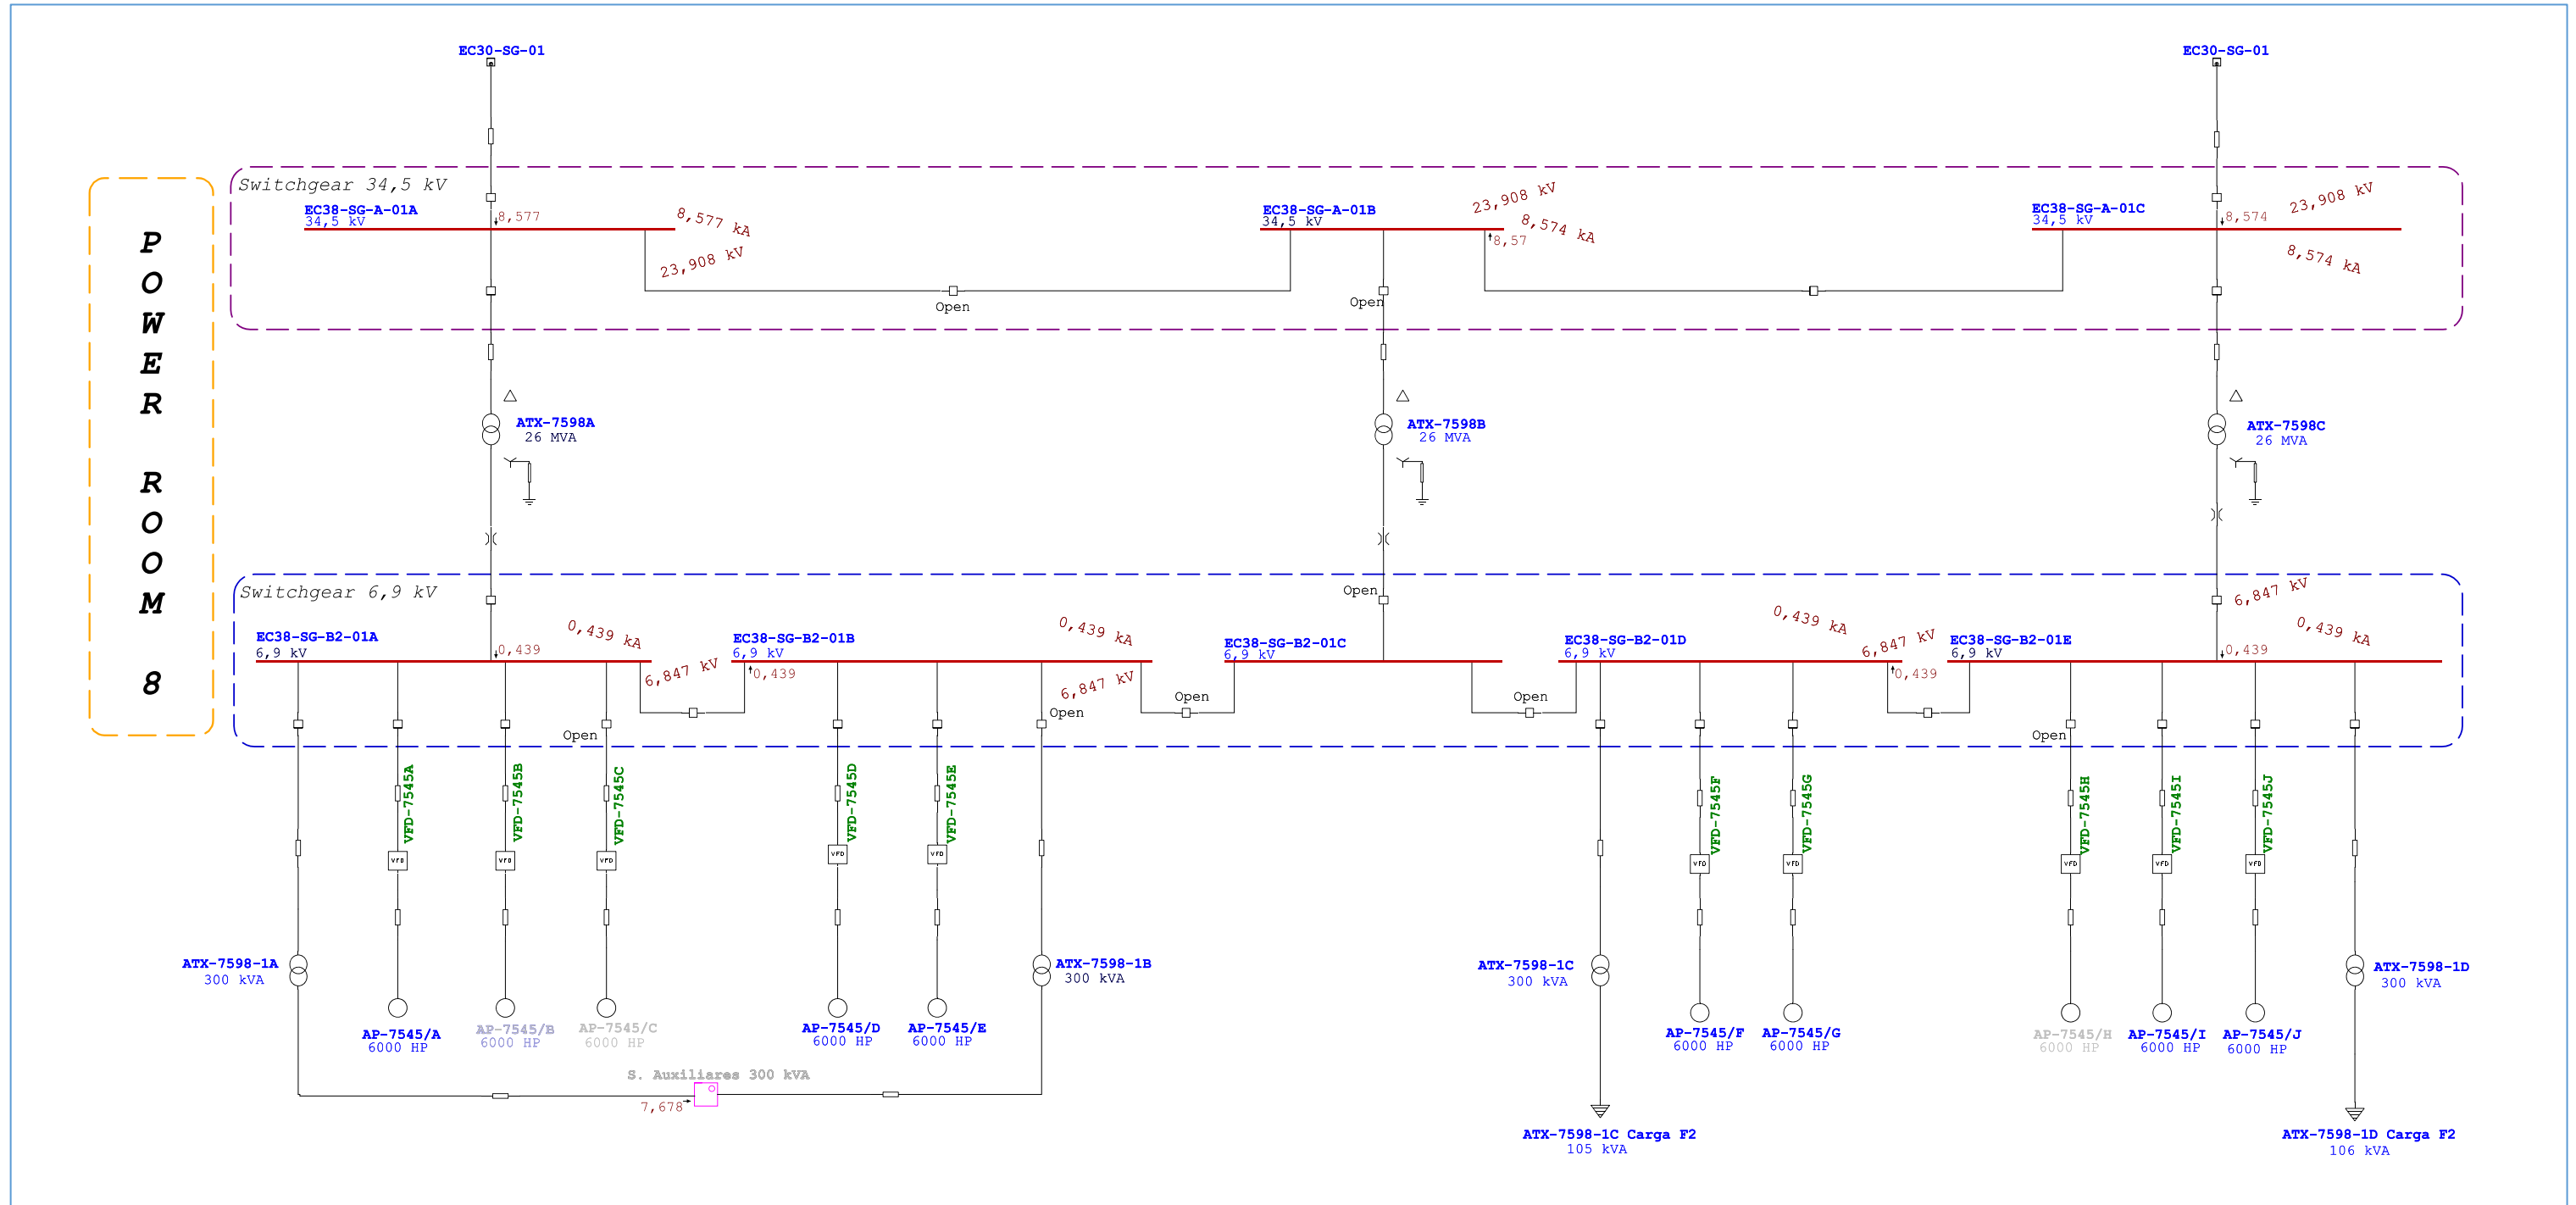 EC30-SG-01
EC30-SG-01
POWER ROOM 8
Switchgear 34,5 kV
EC38-SG-A-01A
34,5 kV
8,577
8,577 kA
23,908 kV
Open
EC38-SG-A-01B
34,5 kV
23,908 kV
8,574 kA
8,57
Open
EC38-SG-A-01C
34,5 kV
8,574
23,908 kV
8,574 kA
ATX-7598A
26 MVA
ATX-7598B
26 MVA
ATX-7598C
26 MVA
Switchgear 6,9 kV
EC38-SG-B2-01A
6,9 kV
0,439
0,439 kA
6,847 kV
EC38-SG-B2-01B
6,9 kV
0,439
0,439 kA
6,847 kV
Open
Open
EC38-SG-B2-01C
6,9 kV
Open
Open
EC38-SG-B2-01D
6,9 kV
0,439 kA
6,847 kV
0,439
EC38-SG-B2-01E
6,9 kV
6,847 kV
0,439 kA
0,439
Open
Open
VFD-7545A
VFD-7545B
VFD-7545C
VFD-7545D
VFD-7545E
VFD-7545F
VFD-7545G
VFD-7545H
VFD-7545I
VFD-7545J
VFD
VFD
VFD
VFD
VFD
VFD
VFD
VFD
VFD
VFD
ATX-7598-1A
300 kVA
ATX-7598-1B
300 kVA
ATX-7598-1C
300 kVA
ATX-7598-1D
300 kVA
AP-7545/A
6000 HP
AP-7545/B
6000 HP
AP-7545/C
6000 HP
AP-7545/D
6000 HP
AP-7545/E
6000 HP
AP-7545/F
6000 HP
AP-7545/G
6000 HP
AP-7545/H
6000 HP
AP-7545/I
6000 HP
AP-7545/J
6000 HP
S. Auxiliares 300 kVA
7,678
ATX-7598-1C Carga F2
105 kVA
ATX-7598-1D Carga F2
106 kVA